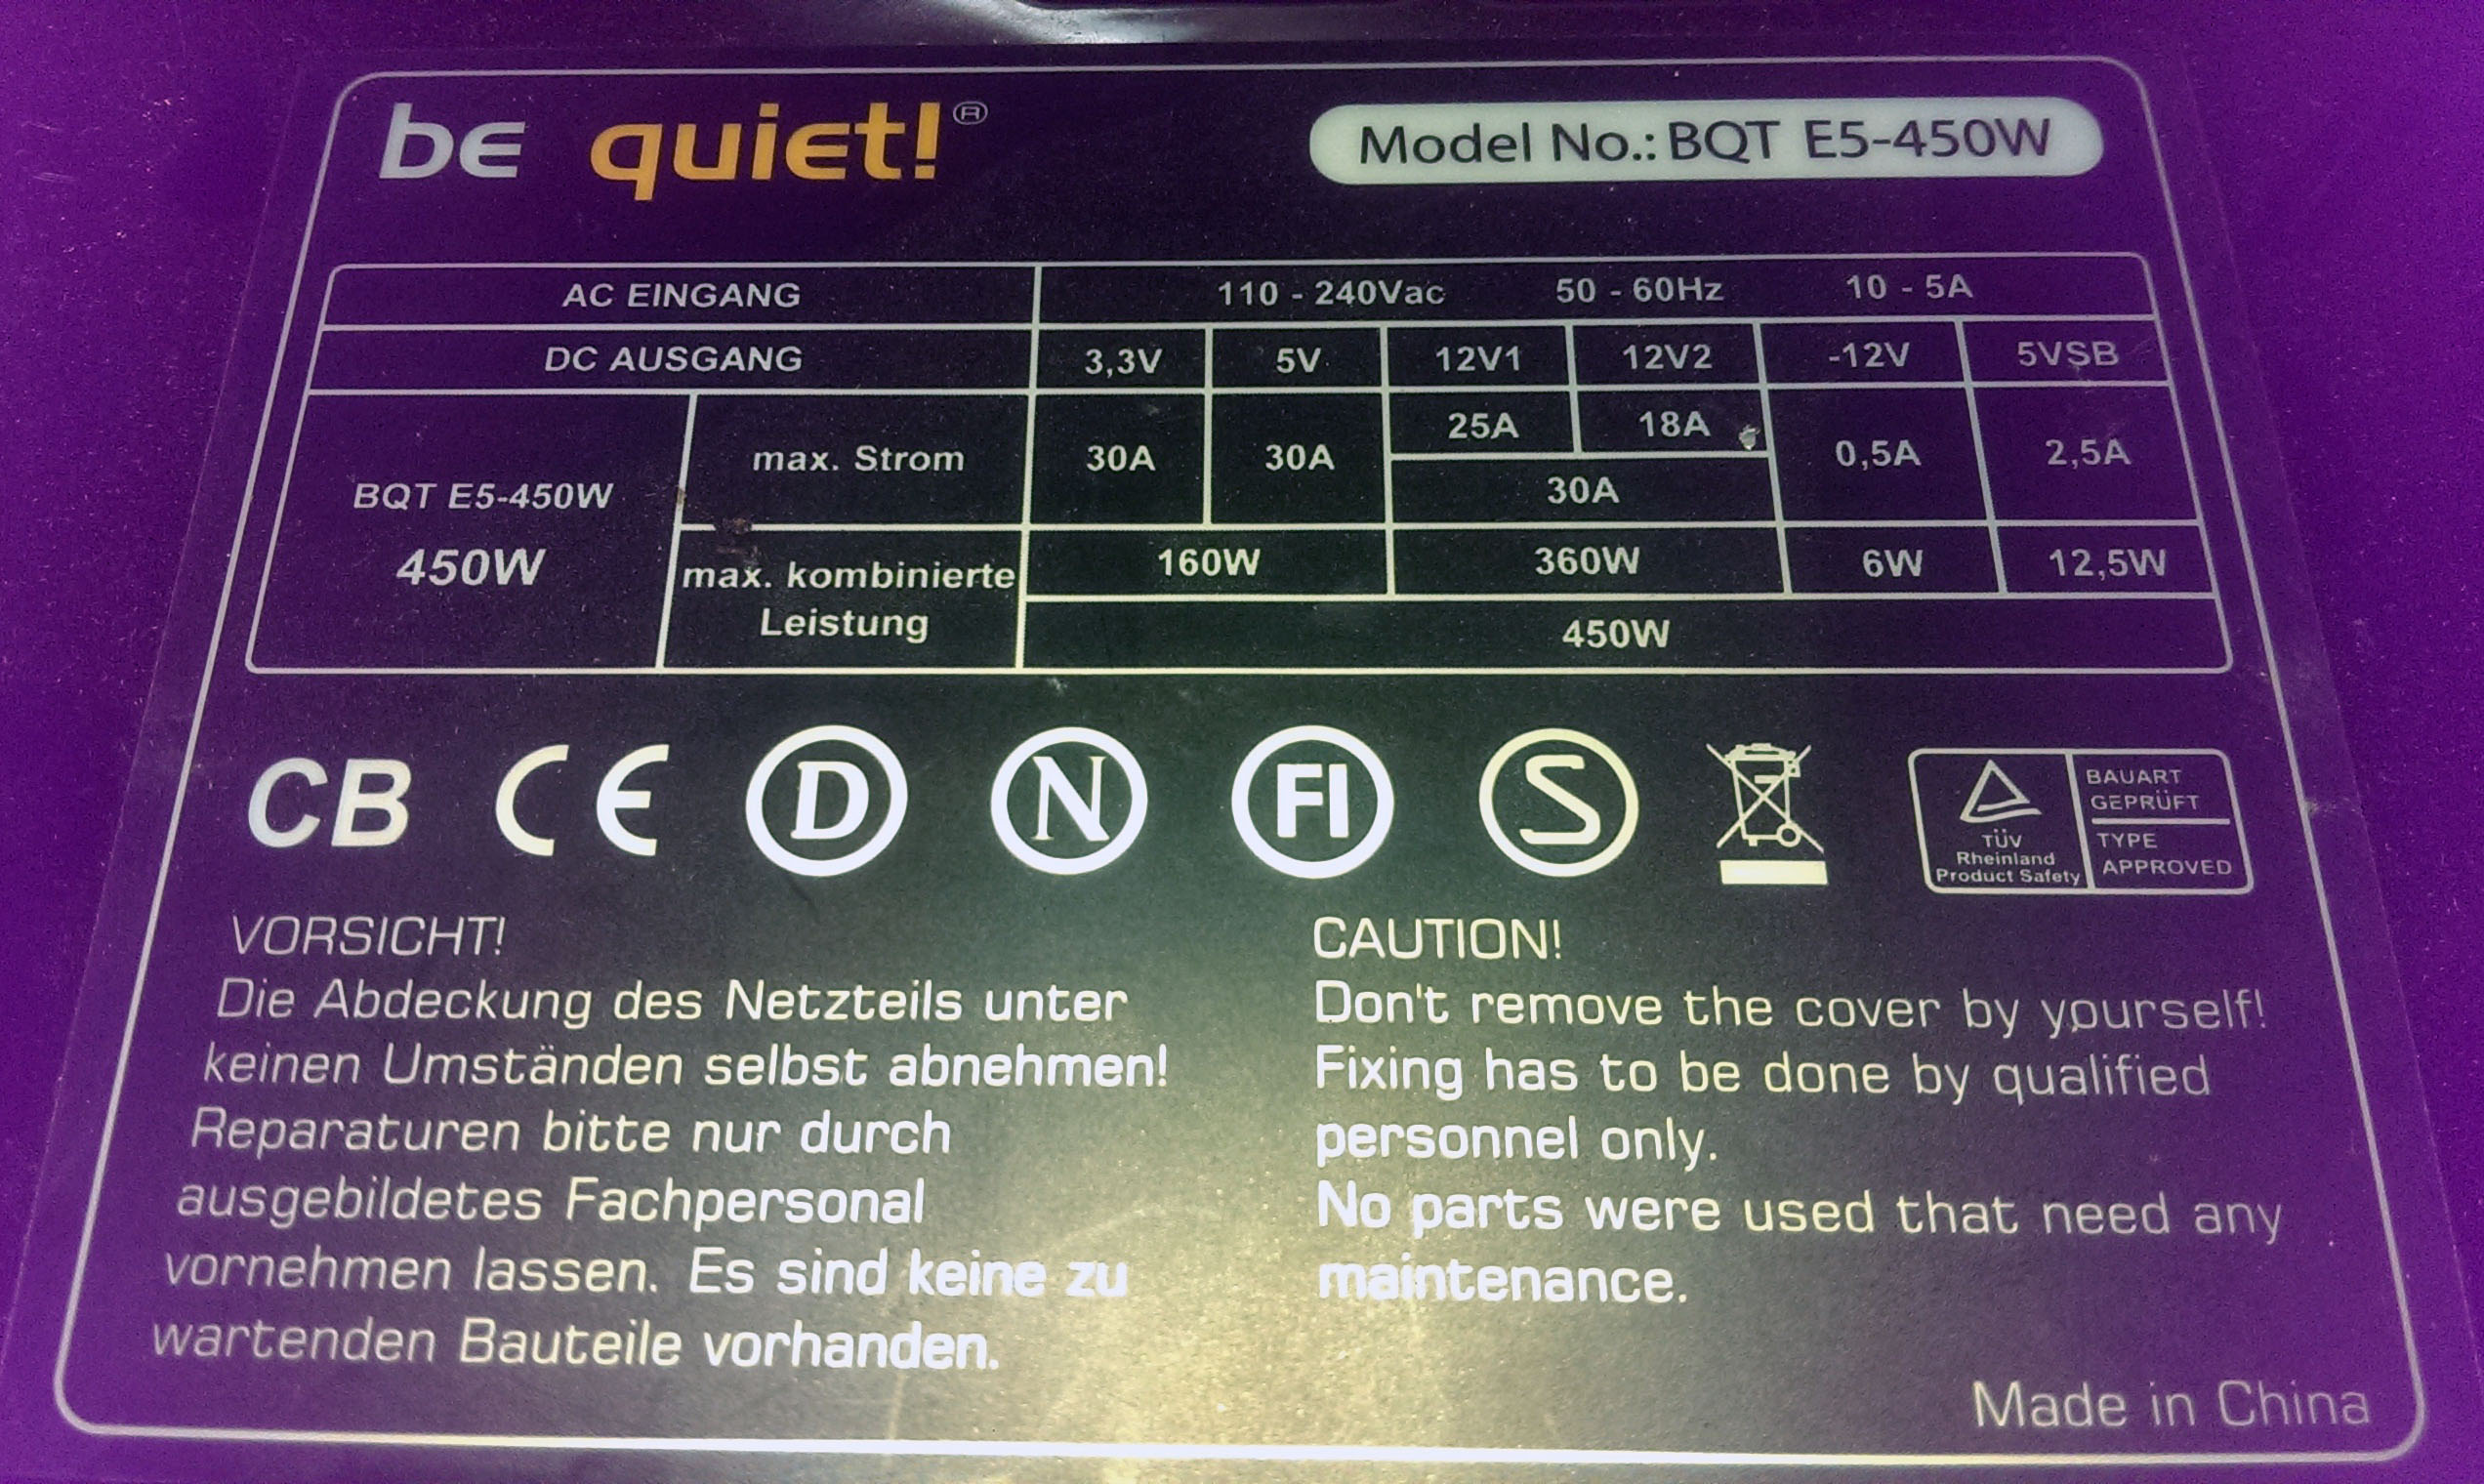 be quiet!®
Model No.: BQT E5-450W
AC EINGANG 110 - 240Vac 50 - 60Hz 10 - 5A
DC AUSGANG 3,3V 5V 12V1 12V2 -12V 5VSB
BQT E5-450W
450W
max. Strom 30A 30A 25A 18A 0,5A 2,5A
30A
max. kombinierte
Leistung
160W 360W 6W 12,5W
450W
CB CE D N FI S
TÜV
Rheinland
Product Safety
BAUART
GEPRÜFT
TYPE
APPROVED
VORSICHT!
Die Abdeckung des Netzteils unter
keinen Umständen selbst abnehmen!
Reparaturen bitte nur durch
ausgebildetes Fachpersonal
vornehmen lassen. Es sind keine zu
wartenden Bauteile vorhanden.
CAUTION!
Don't remove the cover by yourself!
Fixing has to be done by qualified
personnel only.
No parts were used that need any
maintenance.
Made in China